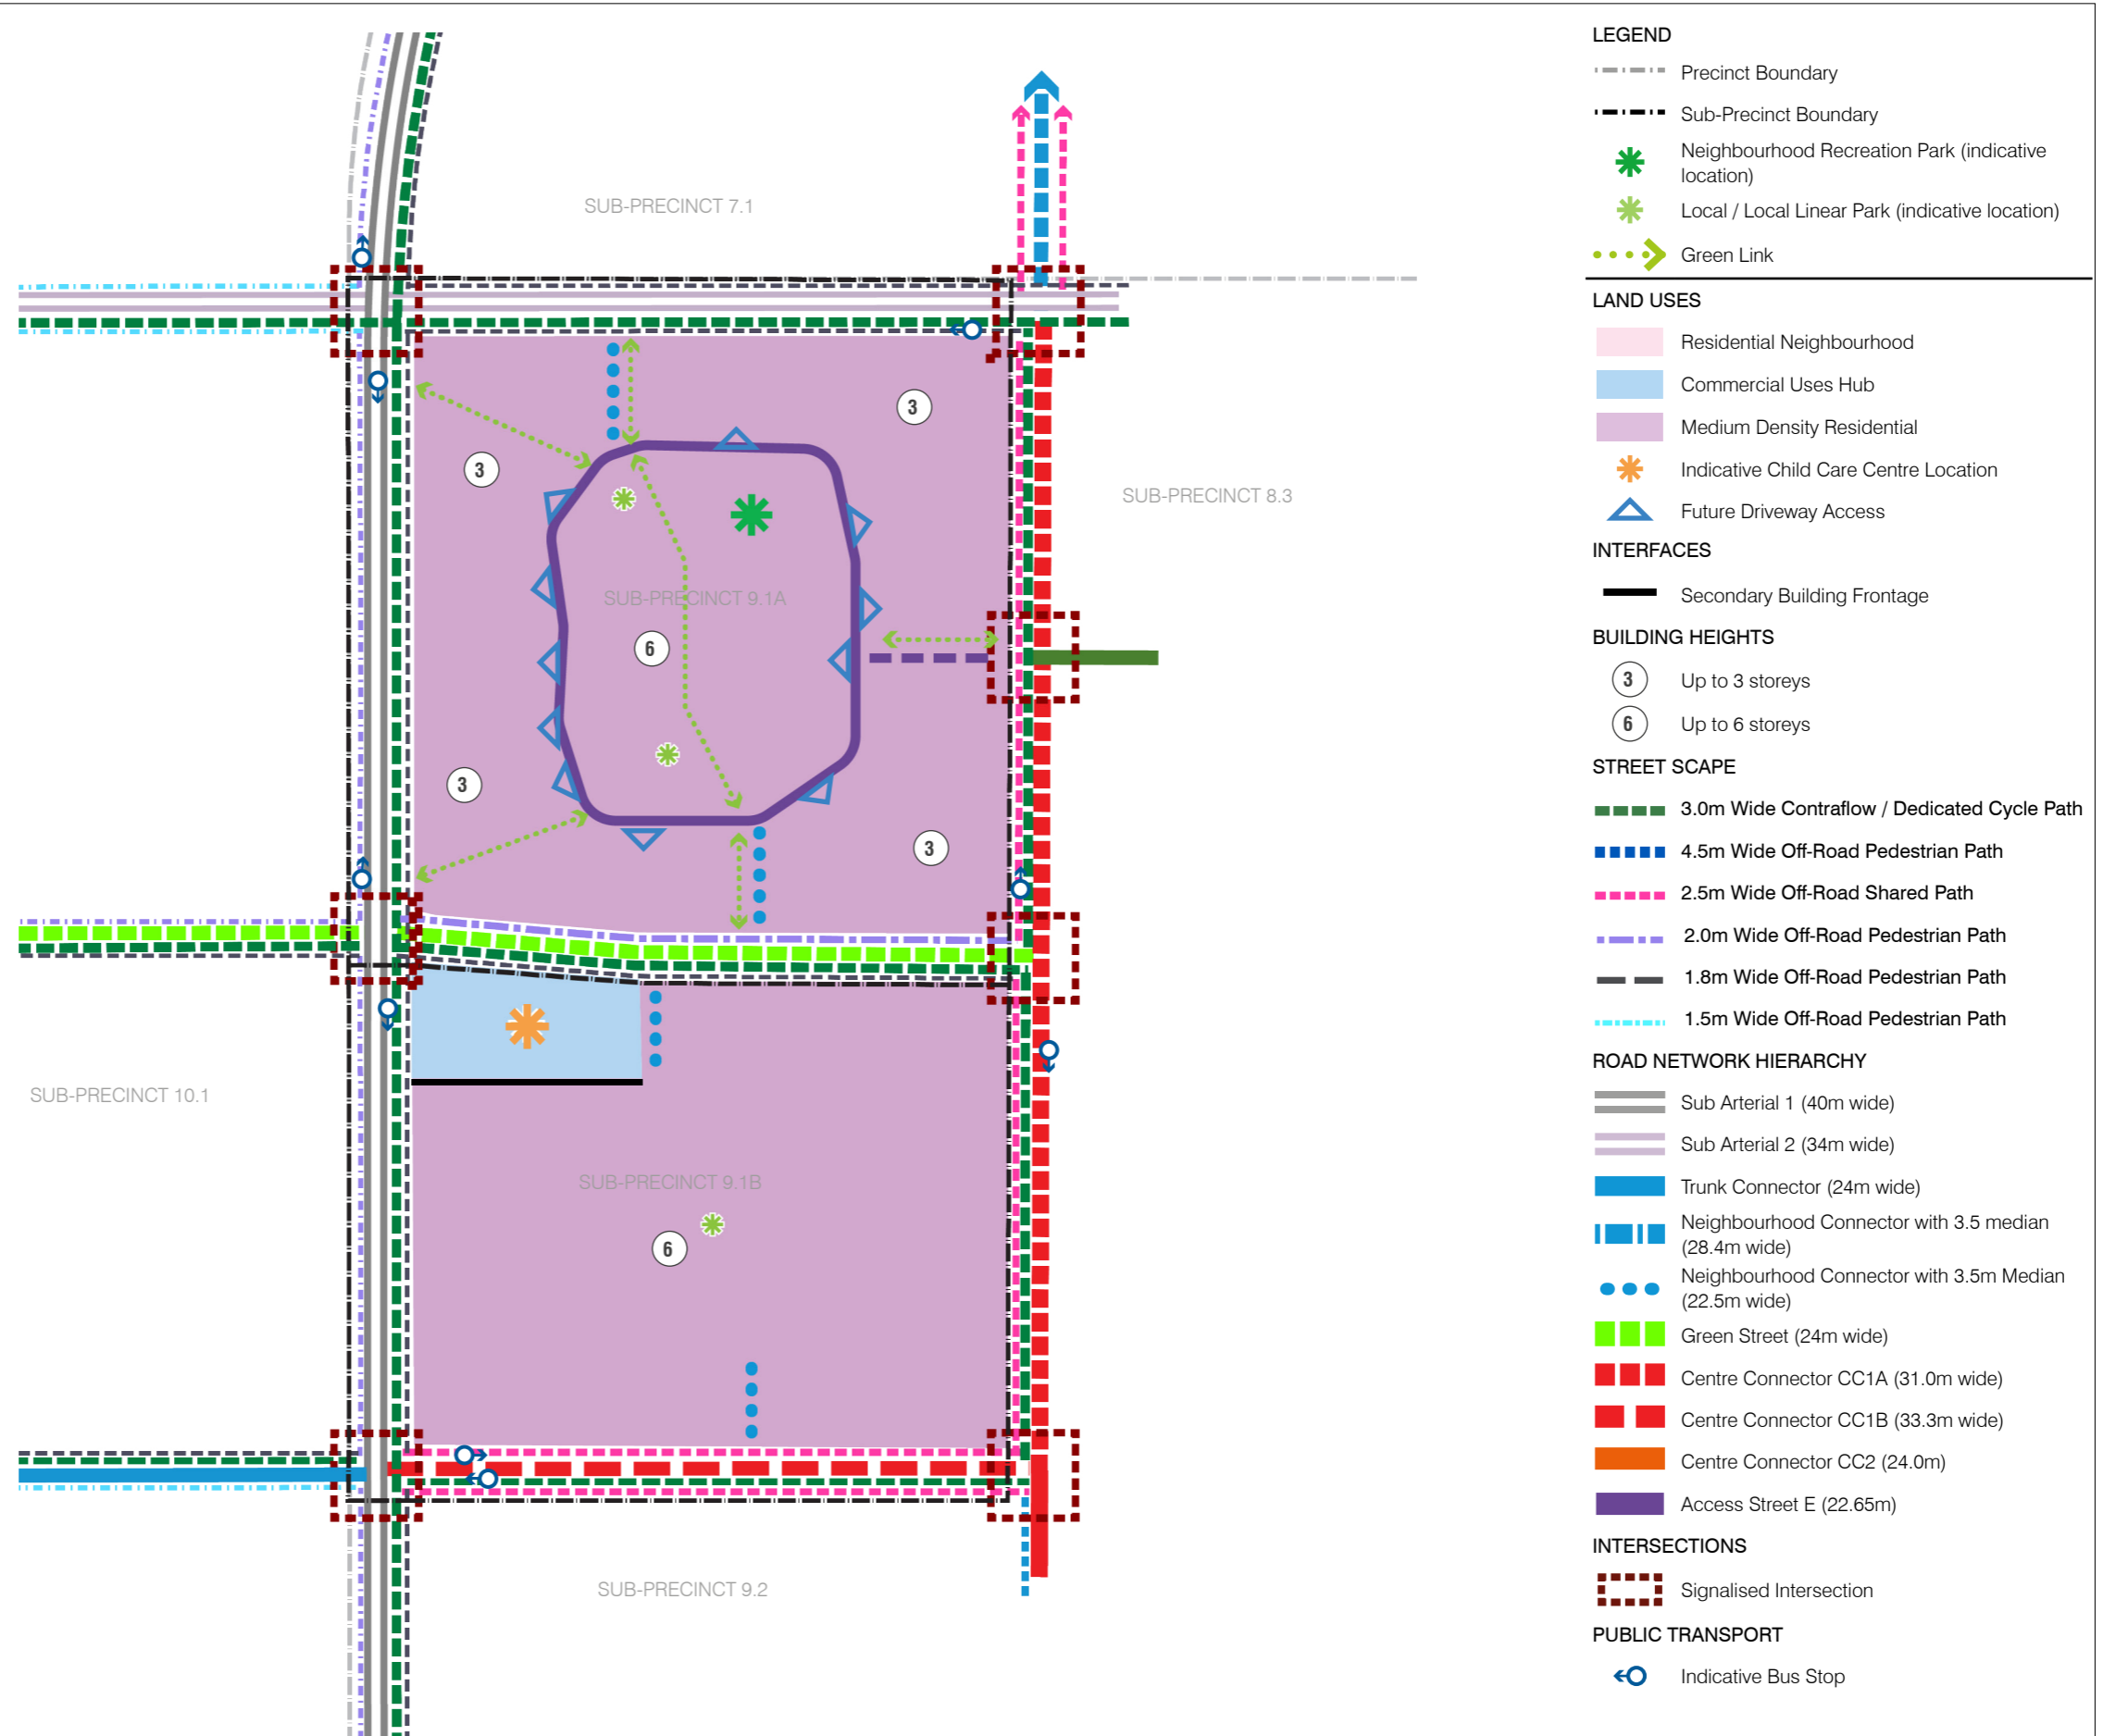 SUB-PRECINCT 7.1
SUB-PRECINCT 8.3
3
3
SUB-PRECINCT 9.1A
6
3
3
SUB-PRECINCT 10.1
SUB-PRECINCT 9.1B
6
SUB-PRECINCT 9.2
LEGEND
Precinct Boundary
Sub-Precinct Boundary
Neighbourhood Recreation Park (indicative
location)
Local / Local Linear Park (indicative location)
Green Link
LAND USES
Residential Neighbourhood
Commercial Uses Hub
Medium Density Residential
Indicative Child Care Centre Location
Future Driveway Access
INTERFACES
Secondary Building Frontage
BUILDING HEIGHTS
3 Up to 3 storeys
6 Up to 6 storeys
STREET SCAPE
3.0m Wide Contraflow / Dedicated Cycle Path
4.5m Wide Off-Road Pedestrian Path
2.5m Wide Off-Road Shared Path
2.0m Wide Off-Road Pedestrian Path
1.8m Wide Off-Road Pedestrian Path
1.5m Wide Off-Road Pedestrian Path
ROAD NETWORK HIERARCHY
Sub Arterial 1 (40m wide)
Sub Arterial 2 (34m wide)
Trunk Connector (24m wide)
Neighbourhood Connector with 3.5 median
(28.4m wide)
Neighbourhood Connector with 3.5m Median
(22.5m wide)
Green Street (24m wide)
Centre Connector CC1A (31.0m wide)
Centre Connector CC1B (33.3m wide)
Centre Connector CC2 (24.0m)
Access Street E (22.65m)
INTERSECTIONS
Signalised Intersection
PUBLIC TRANSPORT
Indicative Bus Stop